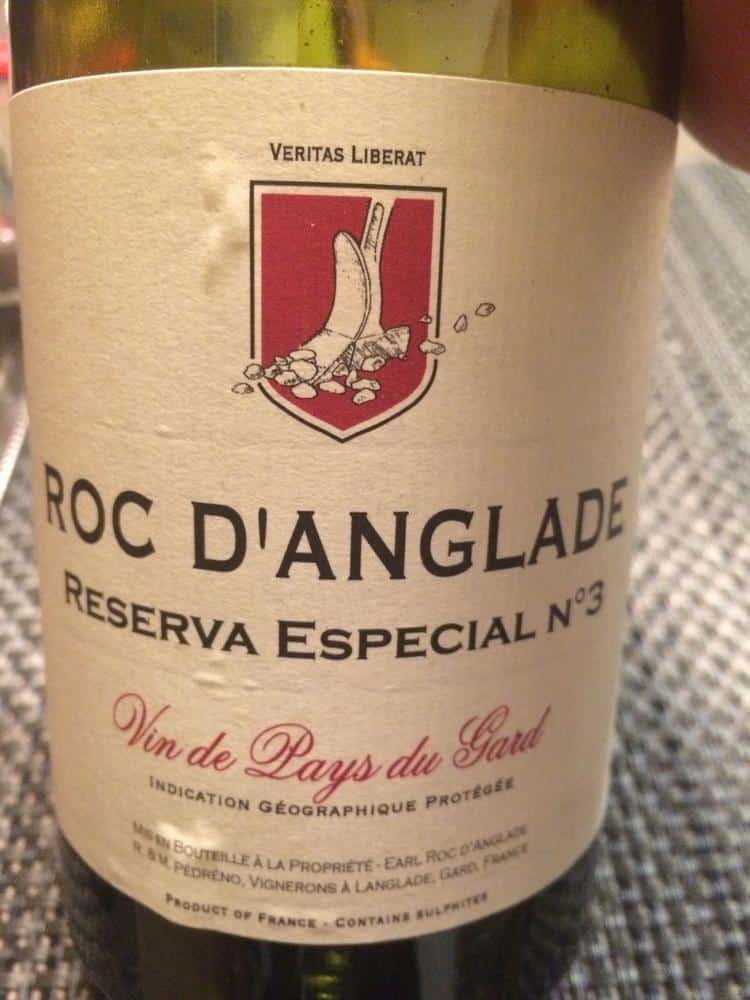 VERITAS LIBERAT
ROC D'ANGLADE
RESERVA ESPECIAL N°3
Vin de Pays du Gard
INDICATION GÉOGRAPHIQUE PROTÉGÉE
MIS EN BOUTEILLE À LA PROPRIÉTÉ - EARL ROC D'ANGLADE
R. & M. PÉDRÉNO, VIGNERONS À LANGLADE, GARD, FRANCE
PRODUCT OF FRANCE - CONTAINS SULPHITES